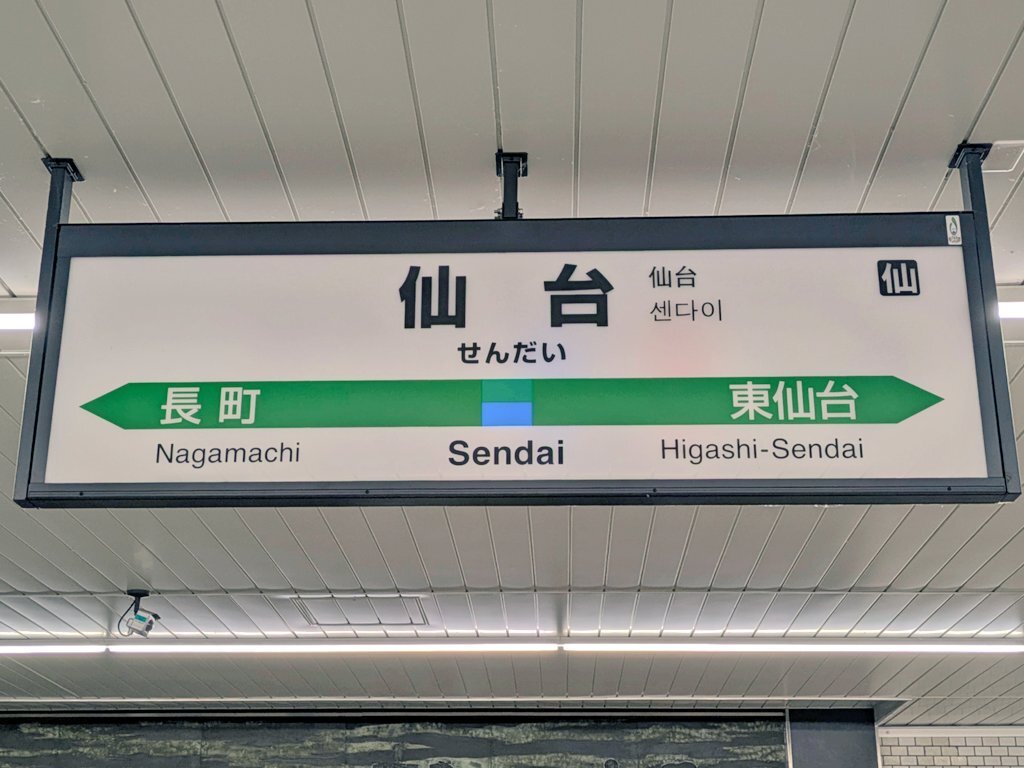 仙台
仙台
센다이
仙
せんだい
長町
東仙台
Nagamachi
Sendai
Higashi-Sendai